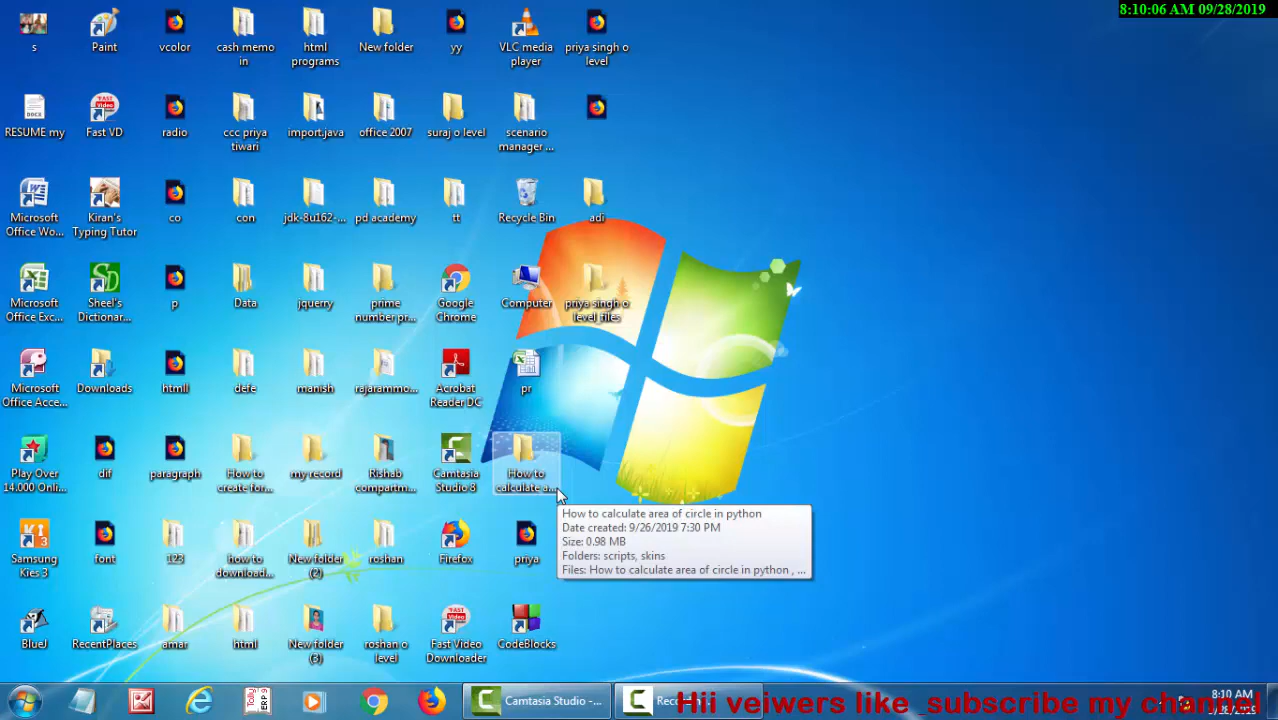 8:10:06 AM 09/28/2019
s
Paint
vcolor
cash memo
in
html
programs
New folder
yy
VLC media
player
priya singh o
level
RESUME my
Fast VD
radio
ccc priya
tiwari
import.java
office 2007
suraj o level
scenario
manager ...
Microsoft
Office Wo...
Kiran's
Typing Tutor
co
con
jdk-8u162-...
pd academy
tt
Recycle Bin
adi
Microsoft
Office Exc...
Sheel's
Dictionar...
p
Data
jquerry
prime
number pr...
Google
Chrome
Computer
priya singh o
level_files
Microsoft
Office Acce...
Downloads
htmll
defe
manish
rajarammo...
Acrobat
Reader DC
pr
Play Over
14.000 Onli...
dif
paragraph
How to
create for...
my record
Rishab
compartm...
Camtasia
Studio 8
How to
calculate a...
How to calculate area of circle in python
Date created: 9/26/2019 7:30 PM
Size: 0.98 MB
Folders: scripts, skins
Files: How to calculate area of circle in python , ...
Samsung
Kies 3
font
123
how to
download...
New folder
(2)
roshan
Firefox
priya
BlueJ
RecentPlaces
amar
html
New folder
(3)
roshan o
level
Fast Video
Downloader
CodeBlocks
Camtasia Studio -...
Hii veiwers like subscribe my channel
8:10 AM